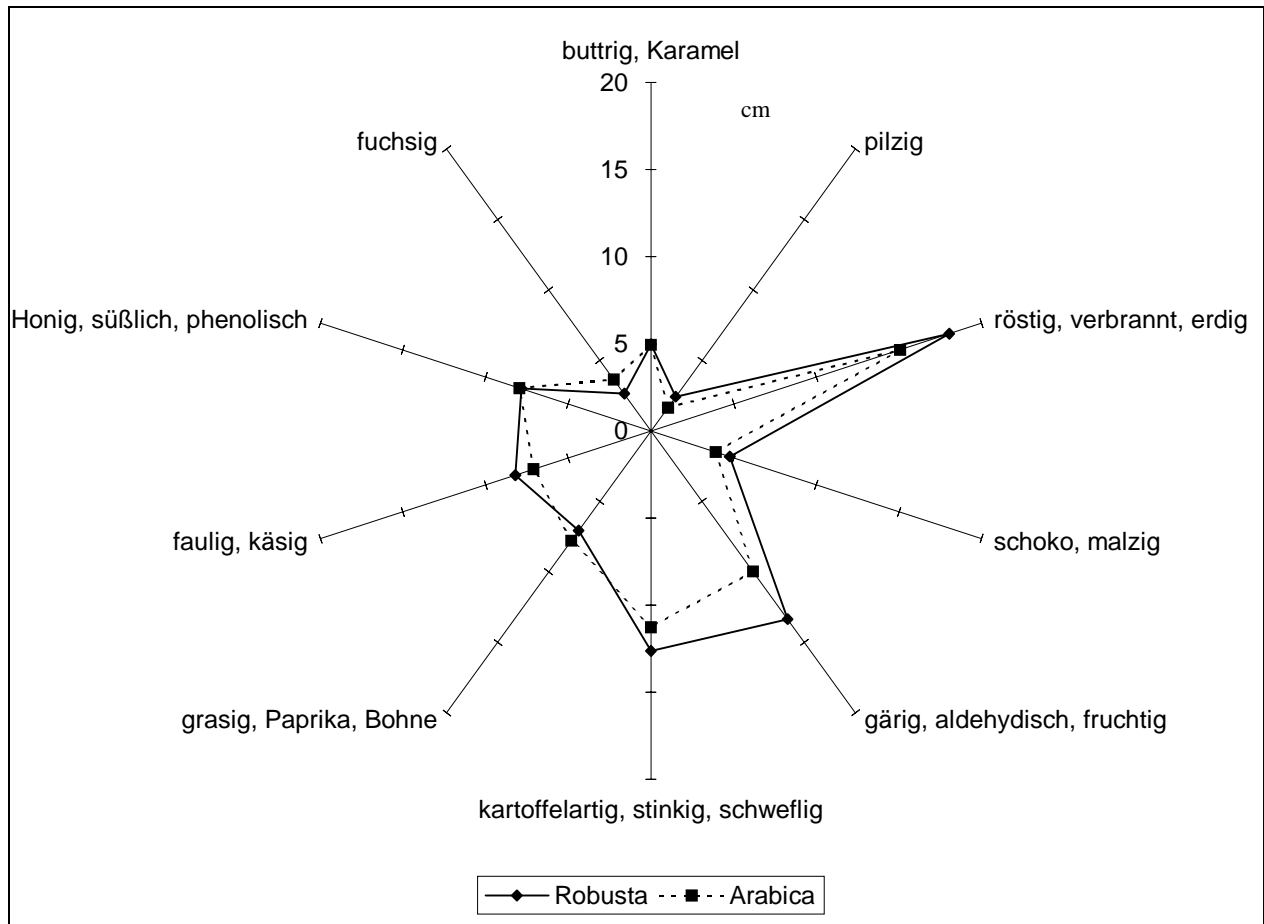 buttrig, Karamel
20
cm
fuchsig
pilzig
15
10
Honig, süßlich, phenolisch
röstig, verbrannt, erdig
5
0
faulig, käsig
schoko, malzig
grasig, Paprika, Bohne
gärig, aldehydisch, fruchtig
kartoffelartig, stinkig, schweflig
Robusta Arabica